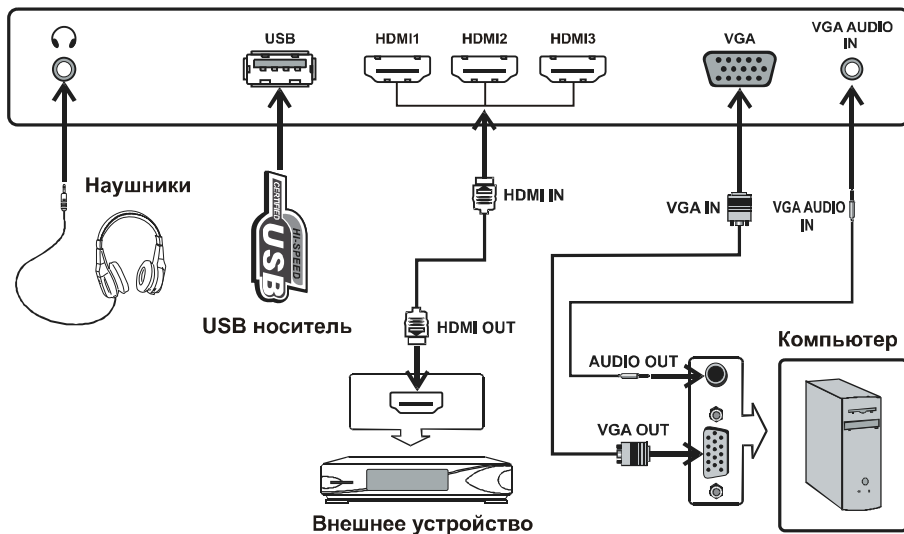 USB
HDMI1
HDMI2
HDMI3
VGA
VGA AUDIO
IN
Наушники
CERTIFIED
USB
HI-SPEED
USB носитель
HDMI IN
VGA IN
VGA AUDIO
IN
HDMI OUT
AUDIO OUT
Компьютер
VGA OUT
Внешнее устройство